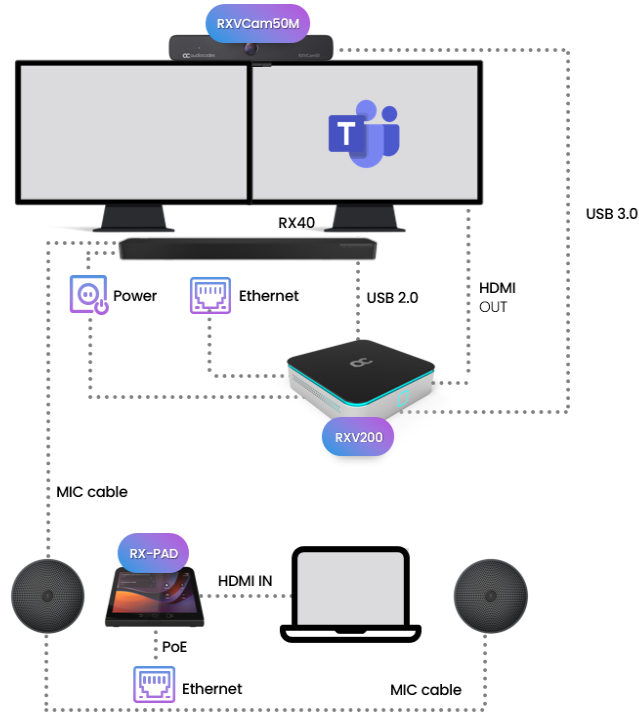 RXVCam50M
audiocodes
T
RX40
USB 3.0
Power
Ethernet
USB 2.0
HDMI
OUT
RXV200
MIC cable
RX-PAD
HDMI IN
PoE
Ethernet
MIC cable